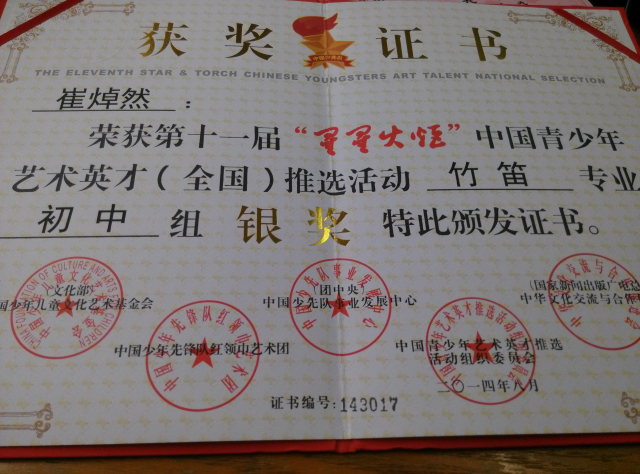 获奖证书
THE ELEVENTH STAR & TORCH CHINESE YOUNGSTERS ART TALENT NATIONAL SELECTION
崔焯然：
荣获第十一届“星星火炬”中国青少年
艺术英才(全国)推选活动 竹笛 专业
初中 组 银奖 特此颁发证书。
(文化部)
国少年儿童文化艺术基金会
(团中央)
中国少先队事业发展中心
(国家新闻出版广电总
中华文化交流与合作
中国少年先锋队红领巾艺术团
中国青少年艺术英才推选
活动组织委员会
二〇一四年八月
证书编号:143017